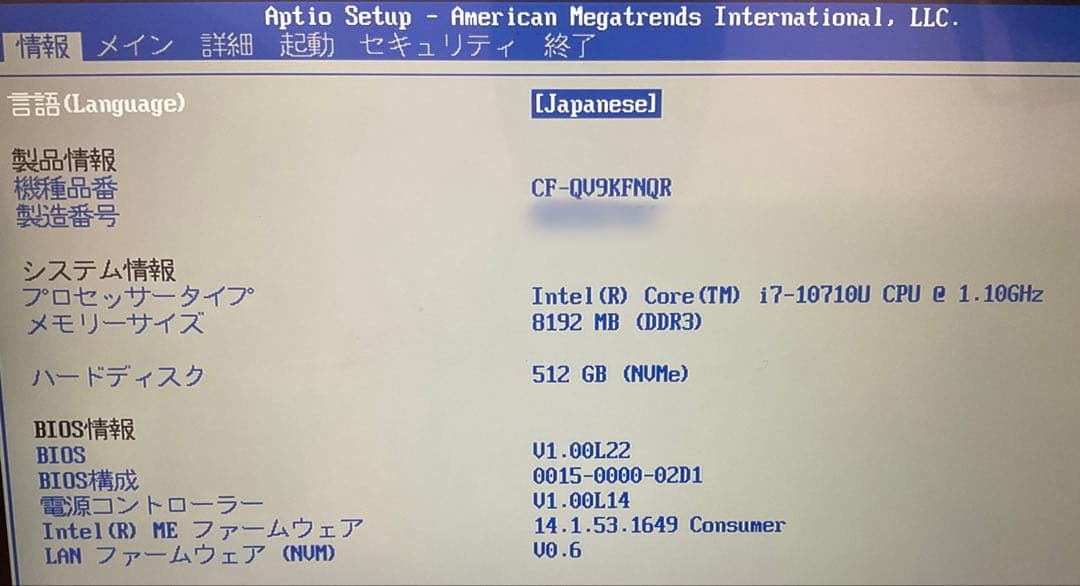 Aptio Setup - American Megatrends International, LLC.
情報 メイン 詳細 起動 セキュリティ 終了
言語(Language) [Japanese]
製品情報
機種品番 CF-QV9KFNQR
製造番号
システム情報
プロセッサータイプ Intel(R) Core(TM) i7-10710U CPU @ 1.10GHz
メモリーサイズ 8192 MB (DDR3)
ハードディスク 512 GB (NVMe)
BIOS情報
BIOS V1.00L22
BIOS構成 0015-0000-02D1
電源コントローラー V1.00L14
Intel(R) ME ファームウェア 14.1.53.1649 Consumer
LAN ファームウェア (NVM) V0.6